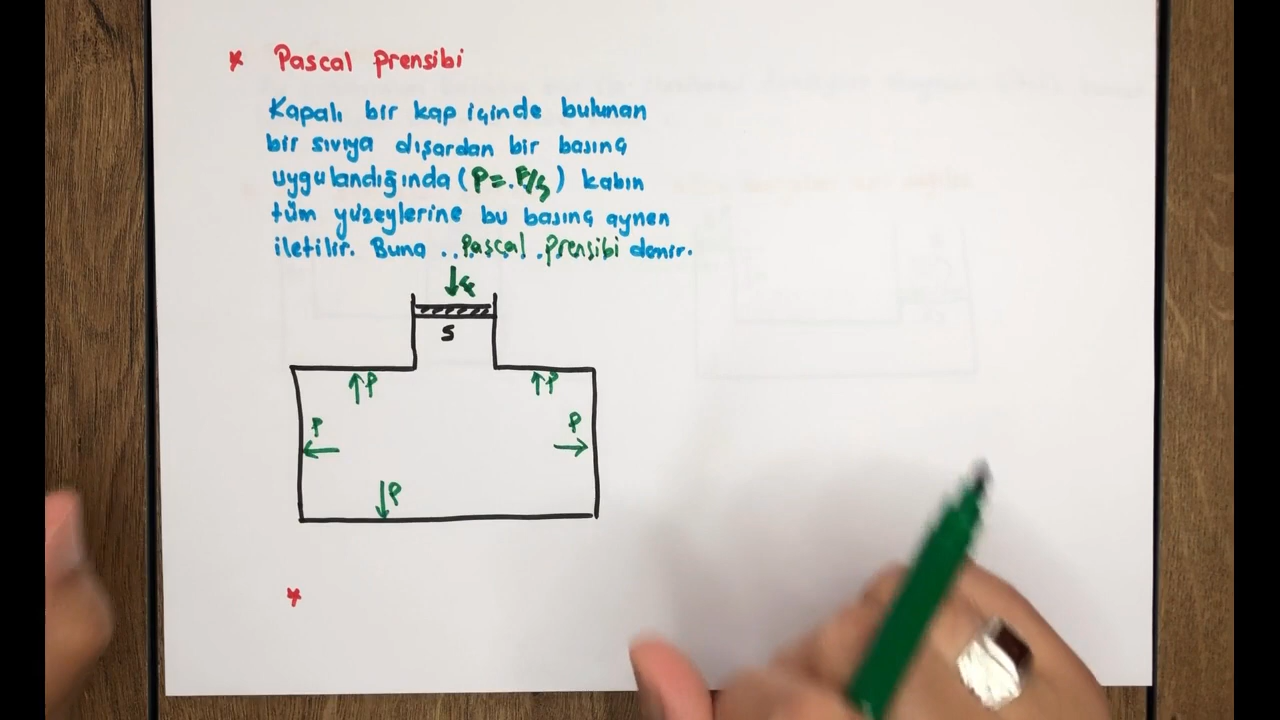 * Pascal prensibi
Kapalı bir kap içinde bulunan
bir sıvıya dışardan bir basınç
uygulandığında (P=.F/S) kabın
tüm yüzeylerine bu basınç aynen
iletilir. Buna ..Pascal .prensibi denir.
F
S
P P
P P
P
*